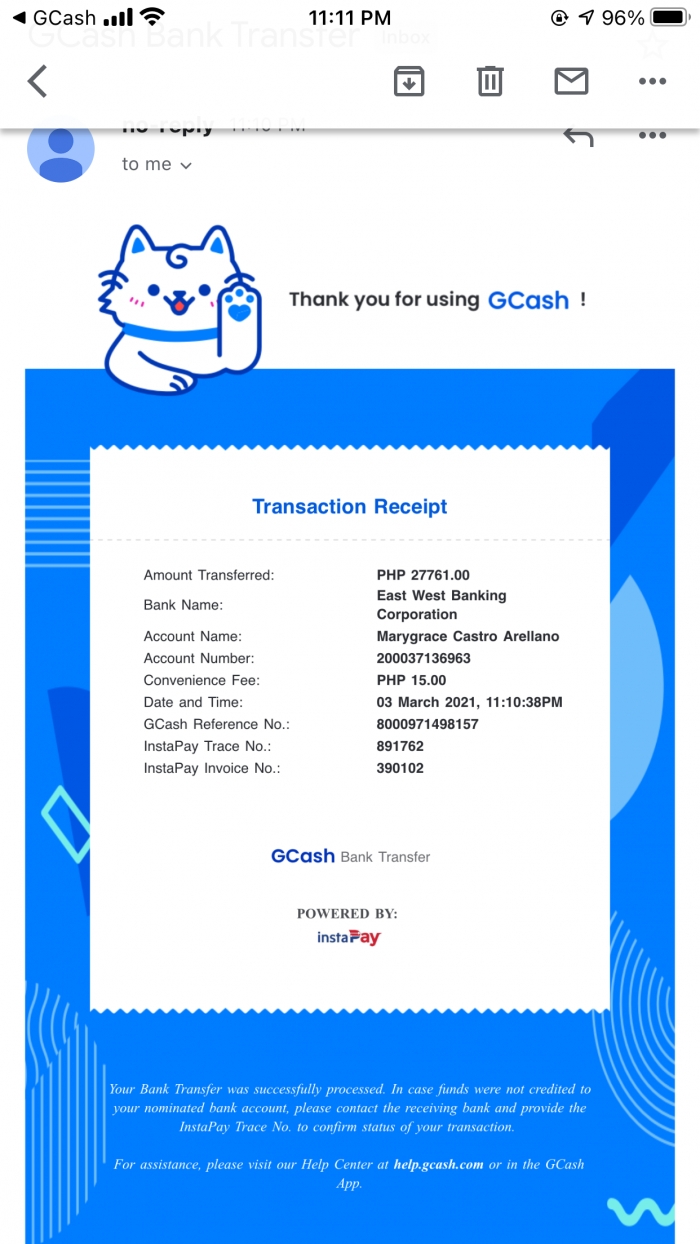 GCash 11:11 PM 96%
GCash Bank Transfer Inbox
no-reply 11:10 PM
to me
Thank you for using GCash !
Transaction Receipt
Amount Transferred: PHP 27761.00
Bank Name: East West Banking
Corporation
Account Name: Marygrace Castro Arellano
Account Number: 200037136963
Convenience Fee: PHP 15.00
Date and Time: 03 March 2021, 11:10:38PM
GCash Reference No.: 8000971498157
InstaPay Trace No.: 891762
InstaPay Invoice No.: 390102
GCash Bank Transfer
POWERED BY:
instaPay
Your Bank Transfer was successfully processed. In case funds were not credited to
your nominated bank account, please contact the receiving bank and provide the
InstaPay Trace No. to confirm status of your transaction.
For assistance, please visit our Help Center at help.gcash.com or in the GCash
App.